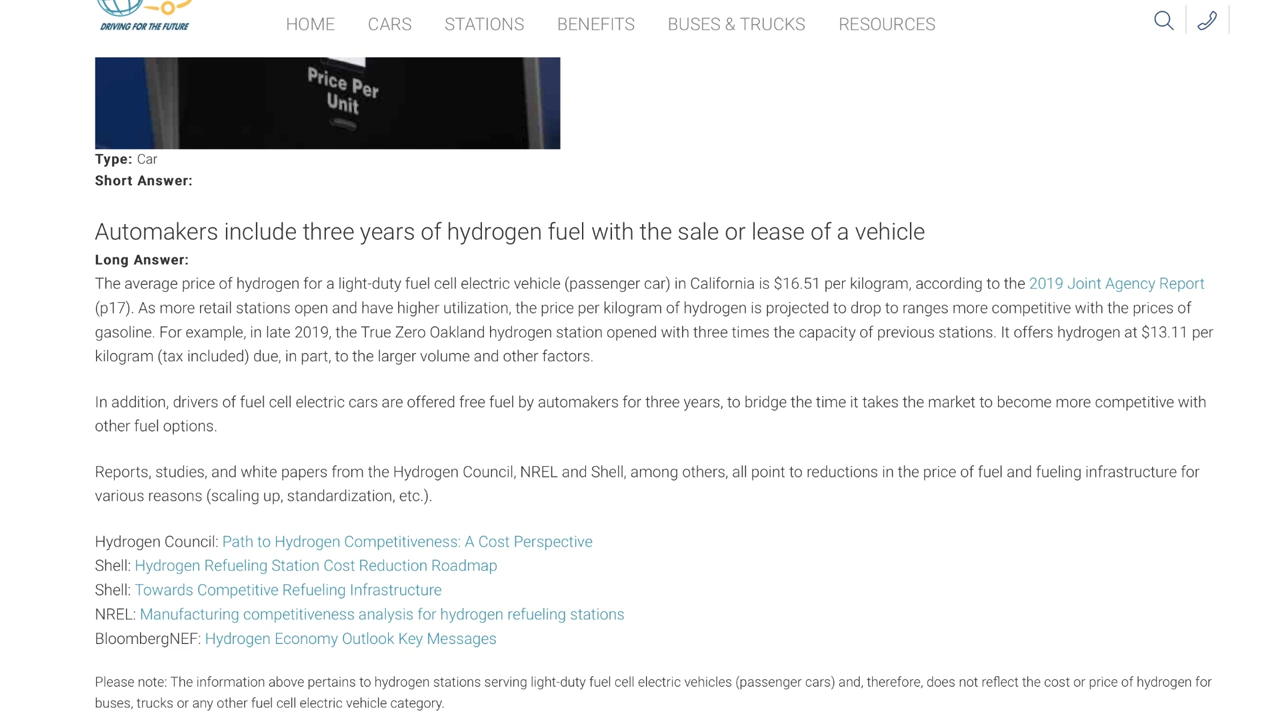 DRIVING FOR THE FUTURE
HOME CARS STATIONS BENEFITS BUSES & TRUCKS RESOURCES
Price Per
Unit
Type: Car
Short Answer:
Automakers include three years of hydrogen fuel with the sale or lease of a vehicle
Long Answer:
The average price of hydrogen for a light-duty fuel cell electric vehicle (passenger car) in California is $16.51 per kilogram, according to the 2019 Joint Agency Report
(p17). As more retail stations open and have higher utilization, the price per kilogram of hydrogen is projected to drop to ranges more competitive with the prices of
gasoline. For example, in late 2019, the True Zero Oakland hydrogen station opened with three times the capacity of previous stations. It offers hydrogen at $13.11 per
kilogram (tax included) due, in part, to the larger volume and other factors.
In addition, drivers of fuel cell electric cars are offered free fuel by automakers for three years, to bridge the time it takes the market to become more competitive with
other fuel options.
Reports, studies, and white papers from the Hydrogen Council, NREL and Shell, among others, all point to reductions in the price of fuel and fueling infrastructure for
various reasons (scaling up, standardization, etc.).
Hydrogen Council: Path to Hydrogen Competitiveness: A Cost Perspective
Shell: Hydrogen Refueling Station Cost Reduction Roadmap
Shell: Towards Competitive Refueling Infrastructure
NREL: Manufacturing competitiveness analysis for hydrogen refueling stations
BloombergNEF: Hydrogen Economy Outlook Key Messages
Please note: The information above pertains to hydrogen stations serving light-duty fuel cell electric vehicles (passenger cars) and, therefore, does not reflect the cost or price of hydrogen for
buses, trucks or any other fuel cell electric vehicle category.